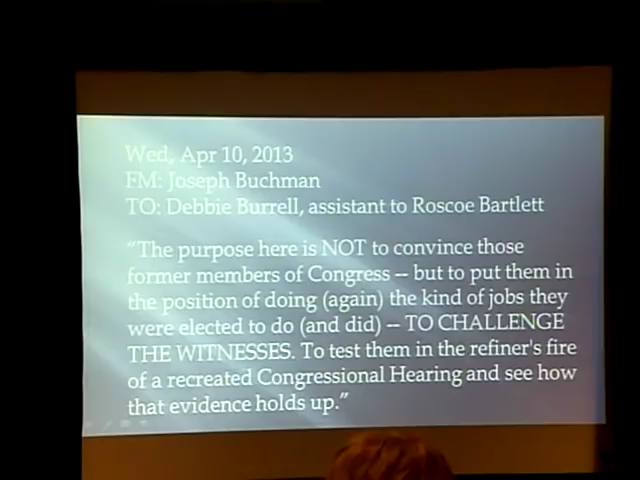 Wed, Apr 10, 2013
FM: Joseph Buchman
TO: Debbie Burrell, assistant to Roscoe Bartlett
“The purpose here is NOT to convince those
former members of Congress -- but to put them in
the position of doing (again) the kind of jobs they
were elected to do (and did) -- TO CHALLENGE
THE WITNESSES. To test them in the refiner's fire
of a recreated Congressional Hearing and see how
that evidence holds up.”